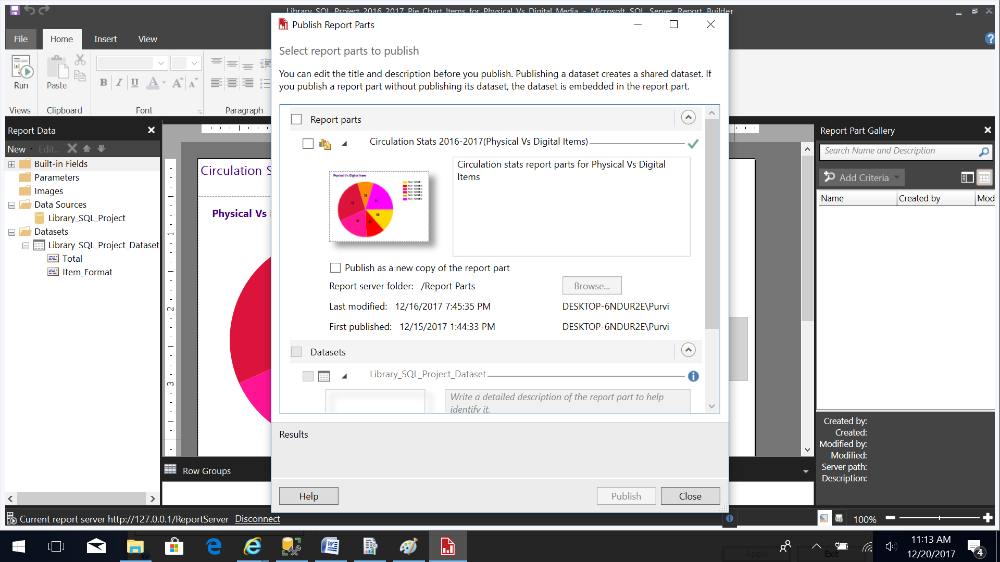 Library_SQL_Project_2016_2017_Pie_Chart_Items_for_Physical_Vs_Digital_Media - Microsoft SQL Server Report Builder
File
Home
Insert
View
Run
Paste
B I U A A A
Views
Clipboard
Font
Paragraph
Report Data
New
Edit...
Built-in Fields
Parameters
Images
Data Sources
Library_SQL_Project
Datasets
Library_SQL_Project_Dataset
Total
Item_Format
Circulation S
Physical Vs
1
2
3
Row Groups
Publish Report Parts
Select report parts to publish
You can edit the title and description before you publish. Publishing a dataset creates a shared dataset. If
you publish a report part without publishing its dataset, the dataset is embedded in the report part.
Report parts
Circulation Stats 2016-2017(Physical Vs Digital Items)
Physical Vs Digital Items
Circulation stats report parts for Physical Vs Digital
Items
Publish as a new copy of the report part
Report server folder: /Report Parts
Browse...
Last modified: 12/16/2017 7:45:35 PM
DESKTOP-6NDUR2E\Purvi
First published: 12/15/2017 1:44:33 PM
DESKTOP-6NDUR2E\Purvi
Datasets
Library_SQL_Project_Dataset
Write a detailed description of the report part to help
identify it.
Results
Help
Publish
Close
Report Part Gallery
Search Name and Description
Add Criteria
Name
Created by
Mod
Created by:
Created:
Modified by:
Modified:
Server path:
Description:
Current report server http://127.0.0.1/ReportServer Disconnect
100%
Apply
Exit
11:13 AM
12/20/2017
4